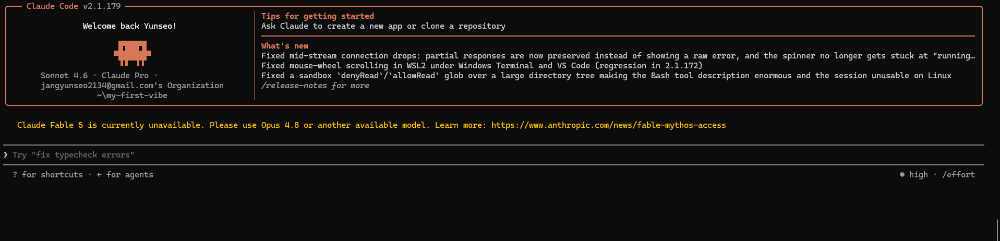 Claude Code v2.1.179
Welcome back Yunseo!
Sonnet 4.6 · Claude Pro ·
jangyunseo2134@gmail.com's Organization
~\my-first-vibe
Tips for getting started
Ask Claude to create a new app or clone a repository
What's new
Fixed mid-stream connection drops: partial responses are now preserved instead of showing a raw error, and the spinner no longer gets stuck at "running…
Fixed mouse-wheel scrolling in WSL2 under Windows Terminal and VS Code (regression in 2.1.172)
Fixed a sandbox `denyRead`/`allowRead` glob over a large directory tree making the Bash tool description enormous and the session unusable on Linux
/release-notes for more
Claude Fable 5 is currently unavailable. Please use Opus 4.8 or another available model. Learn more: https://www.anthropic.com/news/fable-mythos-access
❯ Try "fix typecheck errors"
? for shortcuts · ← for agents
● high · /effort